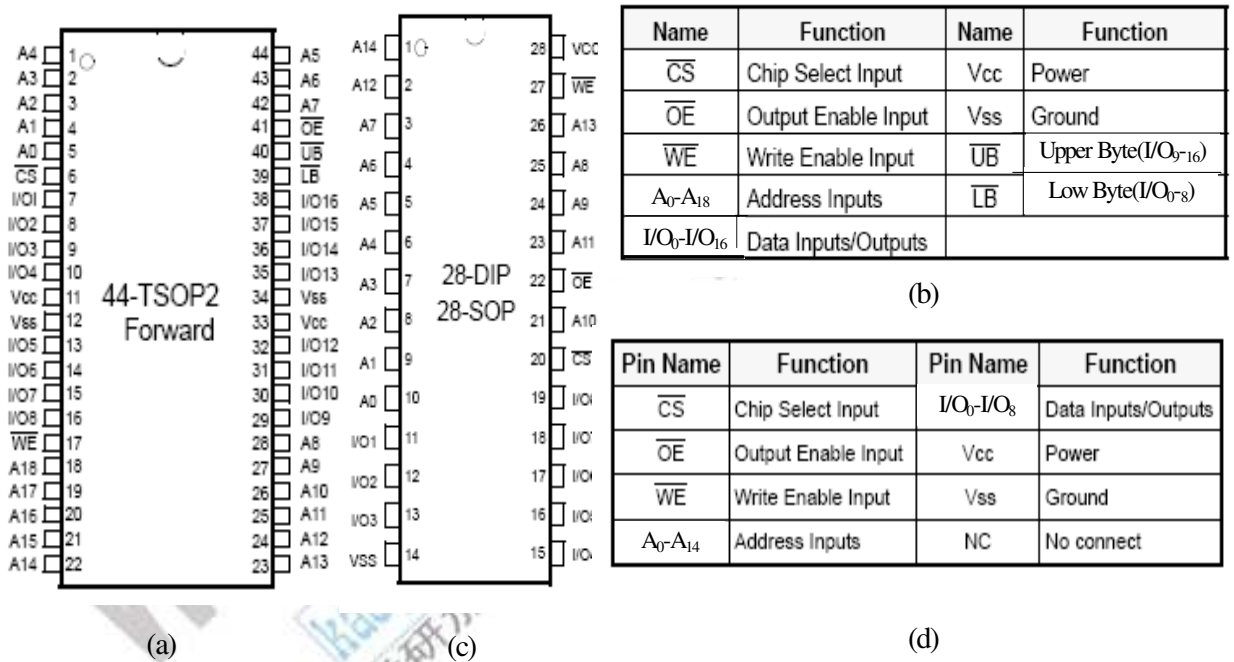 A4 1 44 A5
A3 2 43 A6
A2 3 42 A7
A1 4 41 OE
A0 5 40 UB
CS 6 39 LB
I/O1 7 38 I/O16
I/O2 8 37 I/O15
I/O3 9 36 I/O14
I/O4 10 35 I/O13
Vcc 11 34 Vss
Vss 12 33 Vcc
I/O5 13 32 I/O12
I/O6 14 31 I/O11
I/O7 15 30 I/O10
I/O8 16 29 I/O9
WE 17 28 A8
A18 18 27 A9
A17 19 26 A10
A16 20 25 A11
A15 21 24 A12
A14 22 23 A13
44-TSOP2
Forward
(a)
A14 1 28 VCC
A12 2 27 WE
A7 3 26 A13
A6 4 25 A8
A5 5 24 A9
A4 6 23 A11
A3 7 22 OE
A2 8 21 A10
A1 9 20 CS
A0 10 19
I/O1 11 18
I/O2 12 17
I/O3 13 16
VSS 14 15
28-DIP
28-SOP
(c)
Name Function Name Function
CS Chip Select Input Vcc Power
OE Output Enable Input Vss Ground
WE Write Enable Input UB Upper Byte(I/O9-16)
A0-A18 Address Inputs LB Low Byte(I/O0-8)
I/O0-I/O16 Data Inputs/Outputs
(b)
Pin Name Function Pin Name Function
CS Chip Select Input I/O0-I/O8 Data Inputs/Outputs
OE Output Enable Input Vcc Power
WE Write Enable Input Vss Ground
A0-A14 Address Inputs NC No connect
(d)